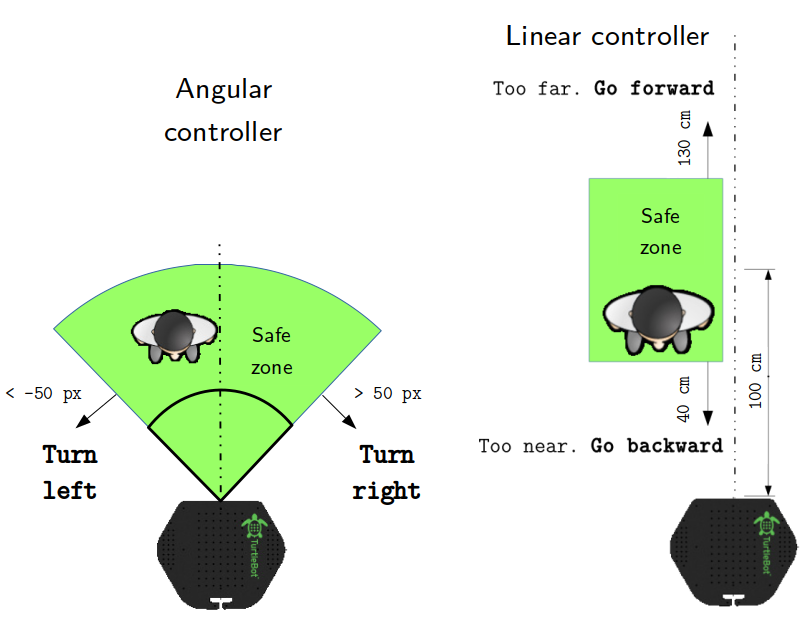 Angular
controller
Safe
zone
< -50 px
> 50 px
Turn
left
Turn
right
TurtleBot
Linear controller
Too far. Go forward
130 cm
Safe
zone
40 cm
100 cm
Too near. Go backward
TurtleBot